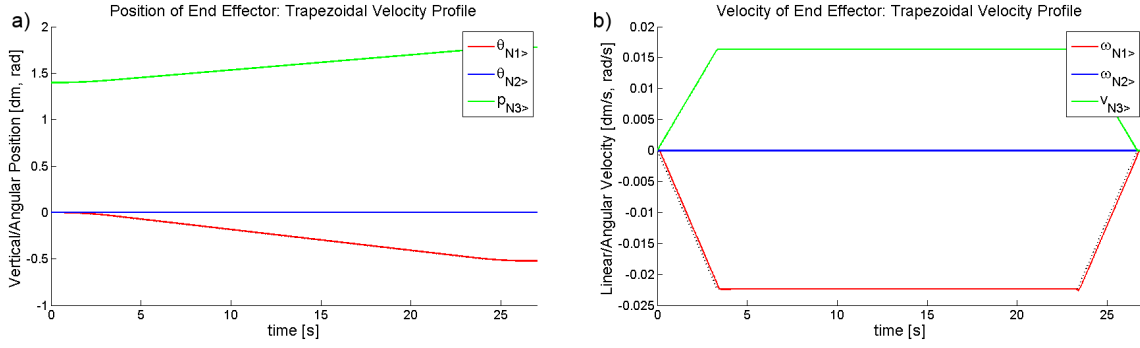 a)
Position of End Effector: Trapezoidal Velocity Profile
Vertical/Angular Position [dm, rad]
2
1.5
1
0.5
0
-0.5
-1
0 5 10 15 20 25
time [s]
θN1>
θN2>
pN3>
b)
Velocity of End Effector: Trapezoidal Velocity Profile
Linear/Angular Velocity [dm/s, rad/s]
0.02
0.015
0.01
0.005
0
-0.005
-0.01
-0.015
-0.02
-0.025
0 5 10 15 20 25
time [s]
ωN1>
ωN2>
vN3>